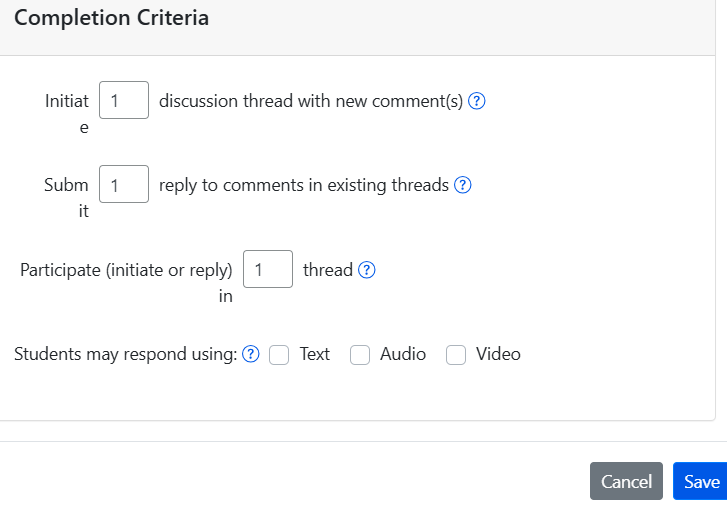 Completion Criteria
Initiat 1 discussion thread with new comment(s) ?
e
Subm 1 reply to comments in existing threads ?
it
Participate (initiate or reply) 1 thread ?
in
Students may respond using: ? Text Audio Video
Cancel Save